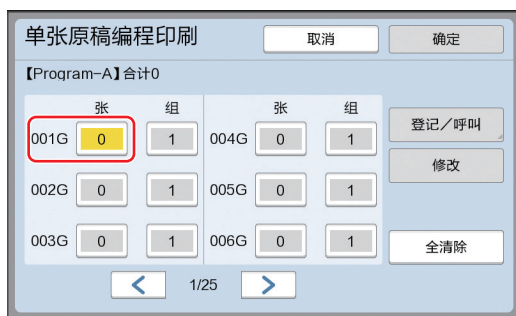 单张原稿编程印刷 取消 确定
【Program-A】合计0
张 组 张 组
001G 0 1 004G 0 1 登记／呼叫
修改
002G 0 1 005G 0 1
003G 0 1 006G 0 1 全清除
< 1/25 >